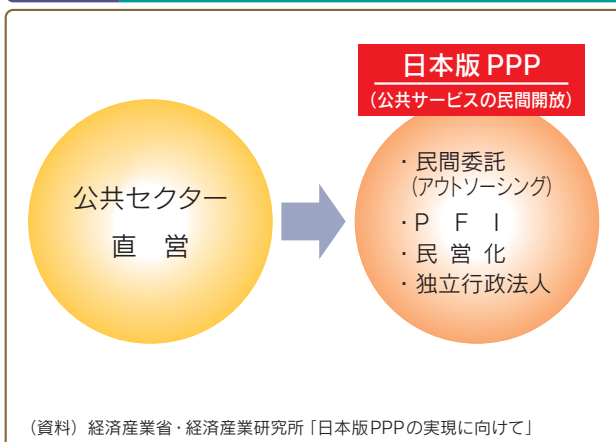 日本版 PPP
(公共サービスの民間開放)
公共セクター
直　営
・民間委託
(アウトソーシング)
・P　F　I
・民 営 化
・独立行政法人
(資料) 経済産業省・経済産業研究所「日本版PPPの実現に向けて」